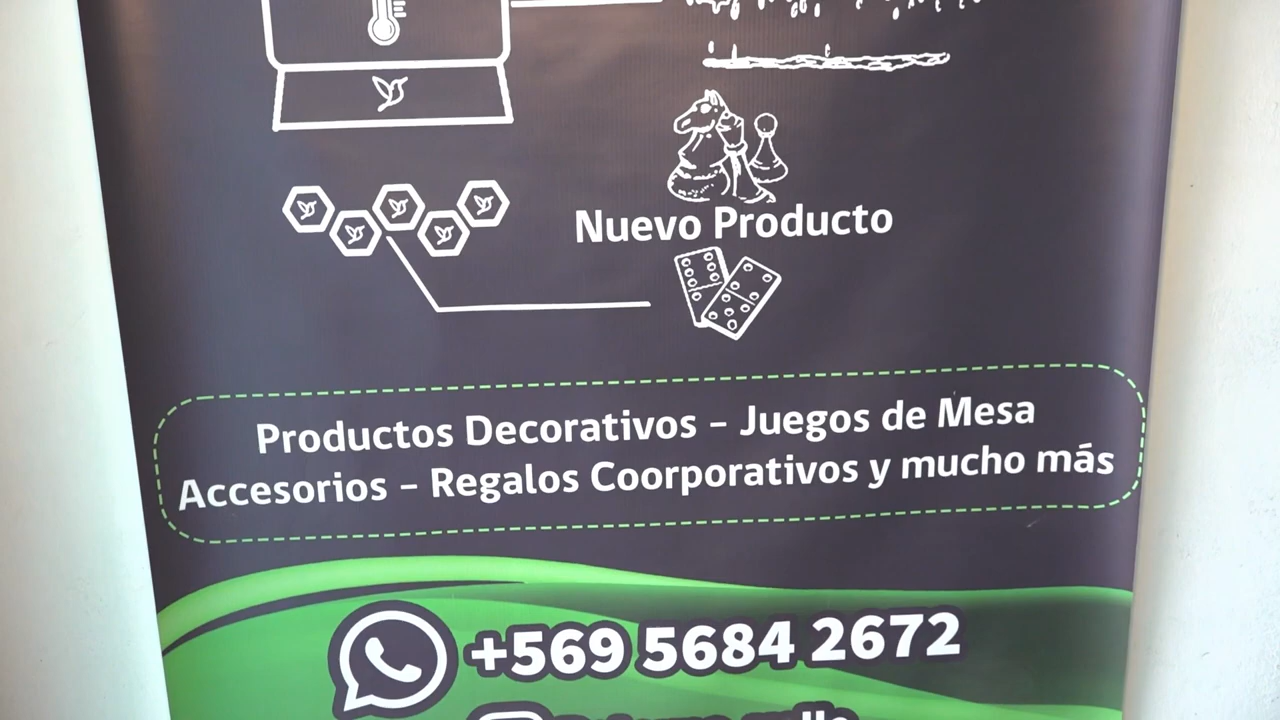 Nuevo Producto
Productos Decorativos – Juegos de Mesa
Accesorios – Regalos Coorporativos y mucho más
+569 5684 2672